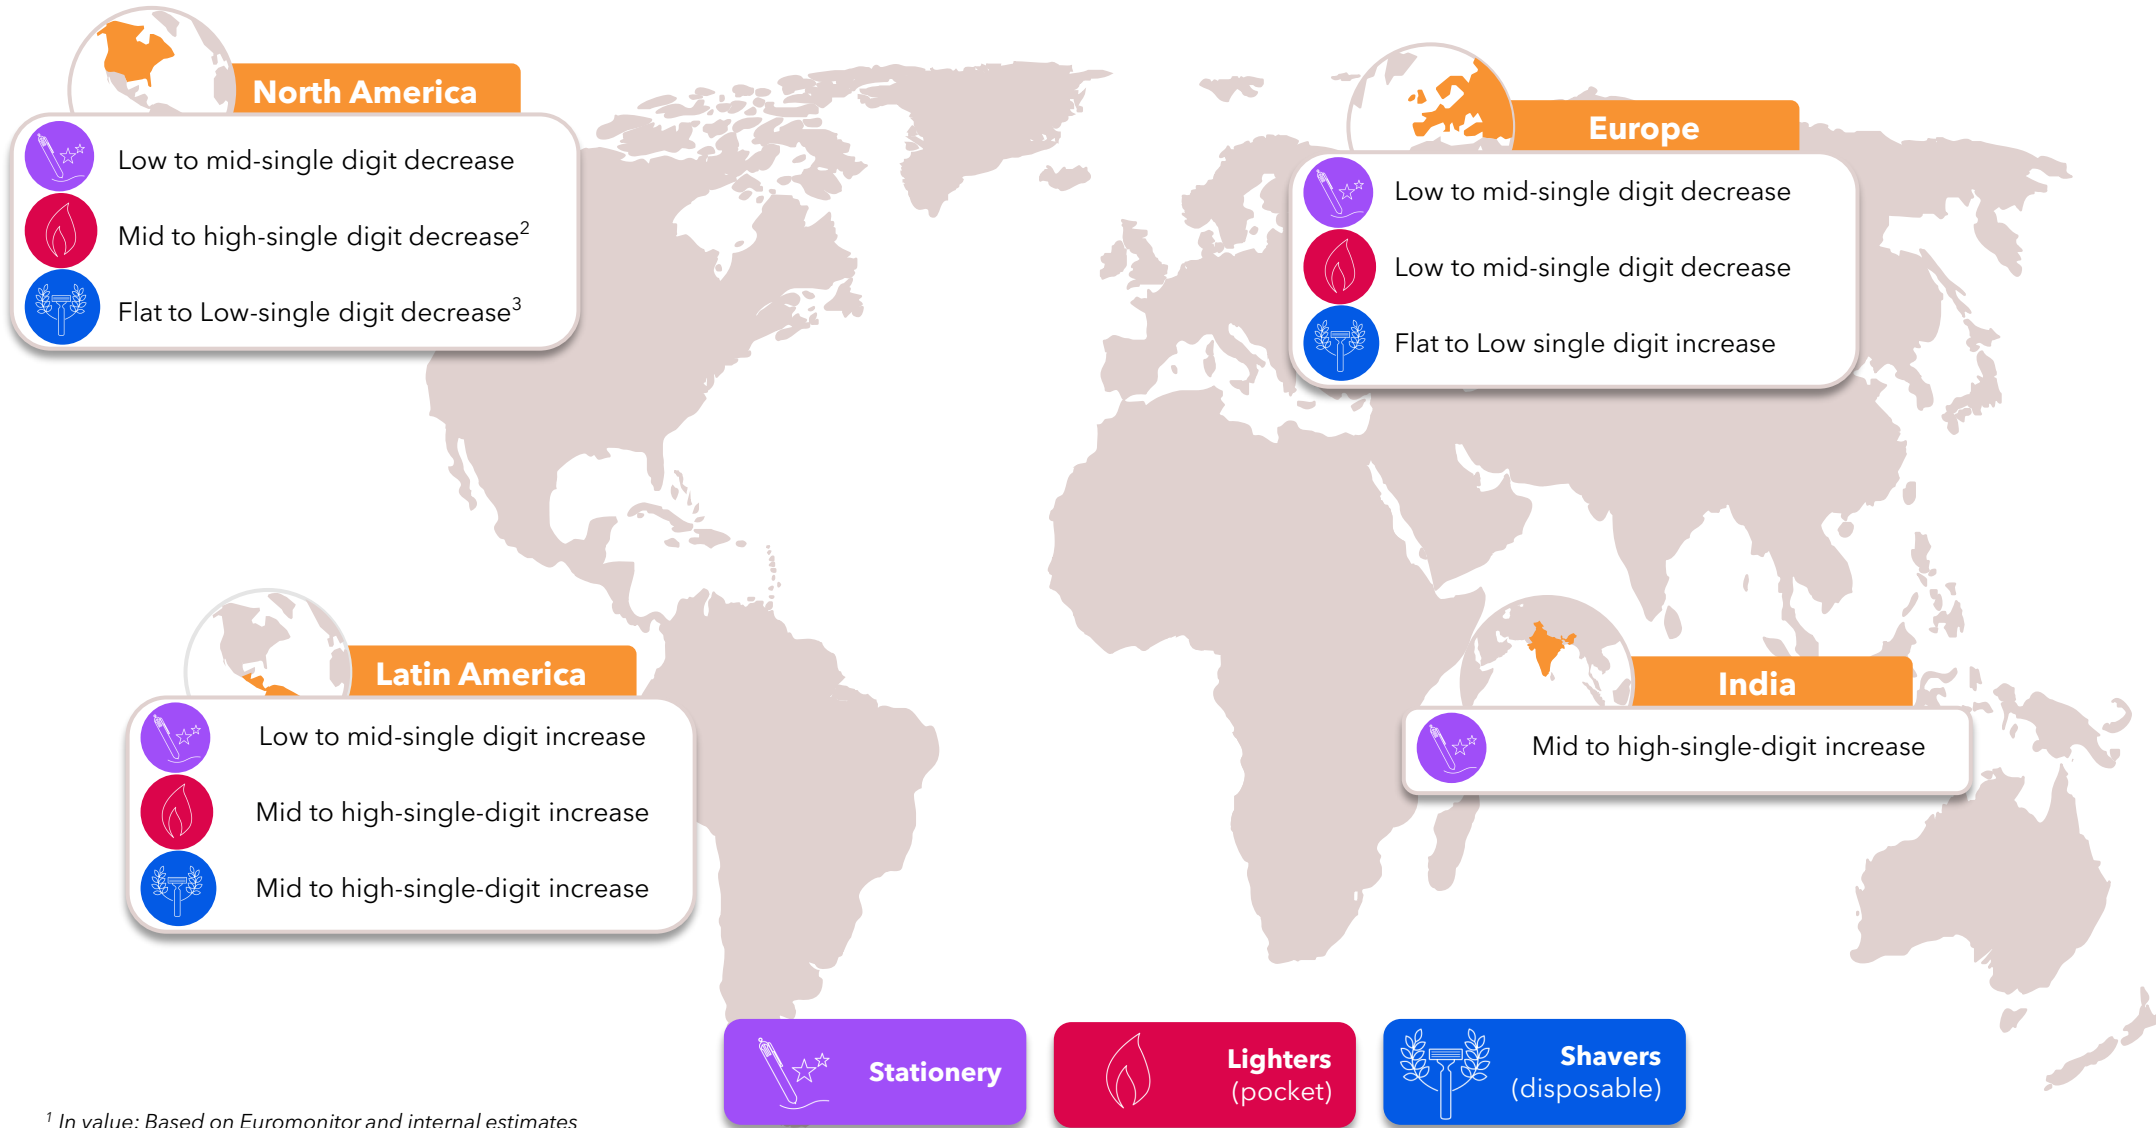 North America
Low to mid-single digit decrease
Mid to high-single digit decrease²
Flat to Low-single digit decrease³
Europe
Low to mid-single digit decrease
Low to mid-single digit decrease
Flat to Low single digit increase
Latin America
Low to mid-single digit increase
Mid to high-single-digit increase
Mid to high-single-digit increase
India
Mid to high-single-digit increase
Stationery
Lighters
(pocket)
Shavers
(disposable)
¹ In value: Based on Euromonitor and internal estimates